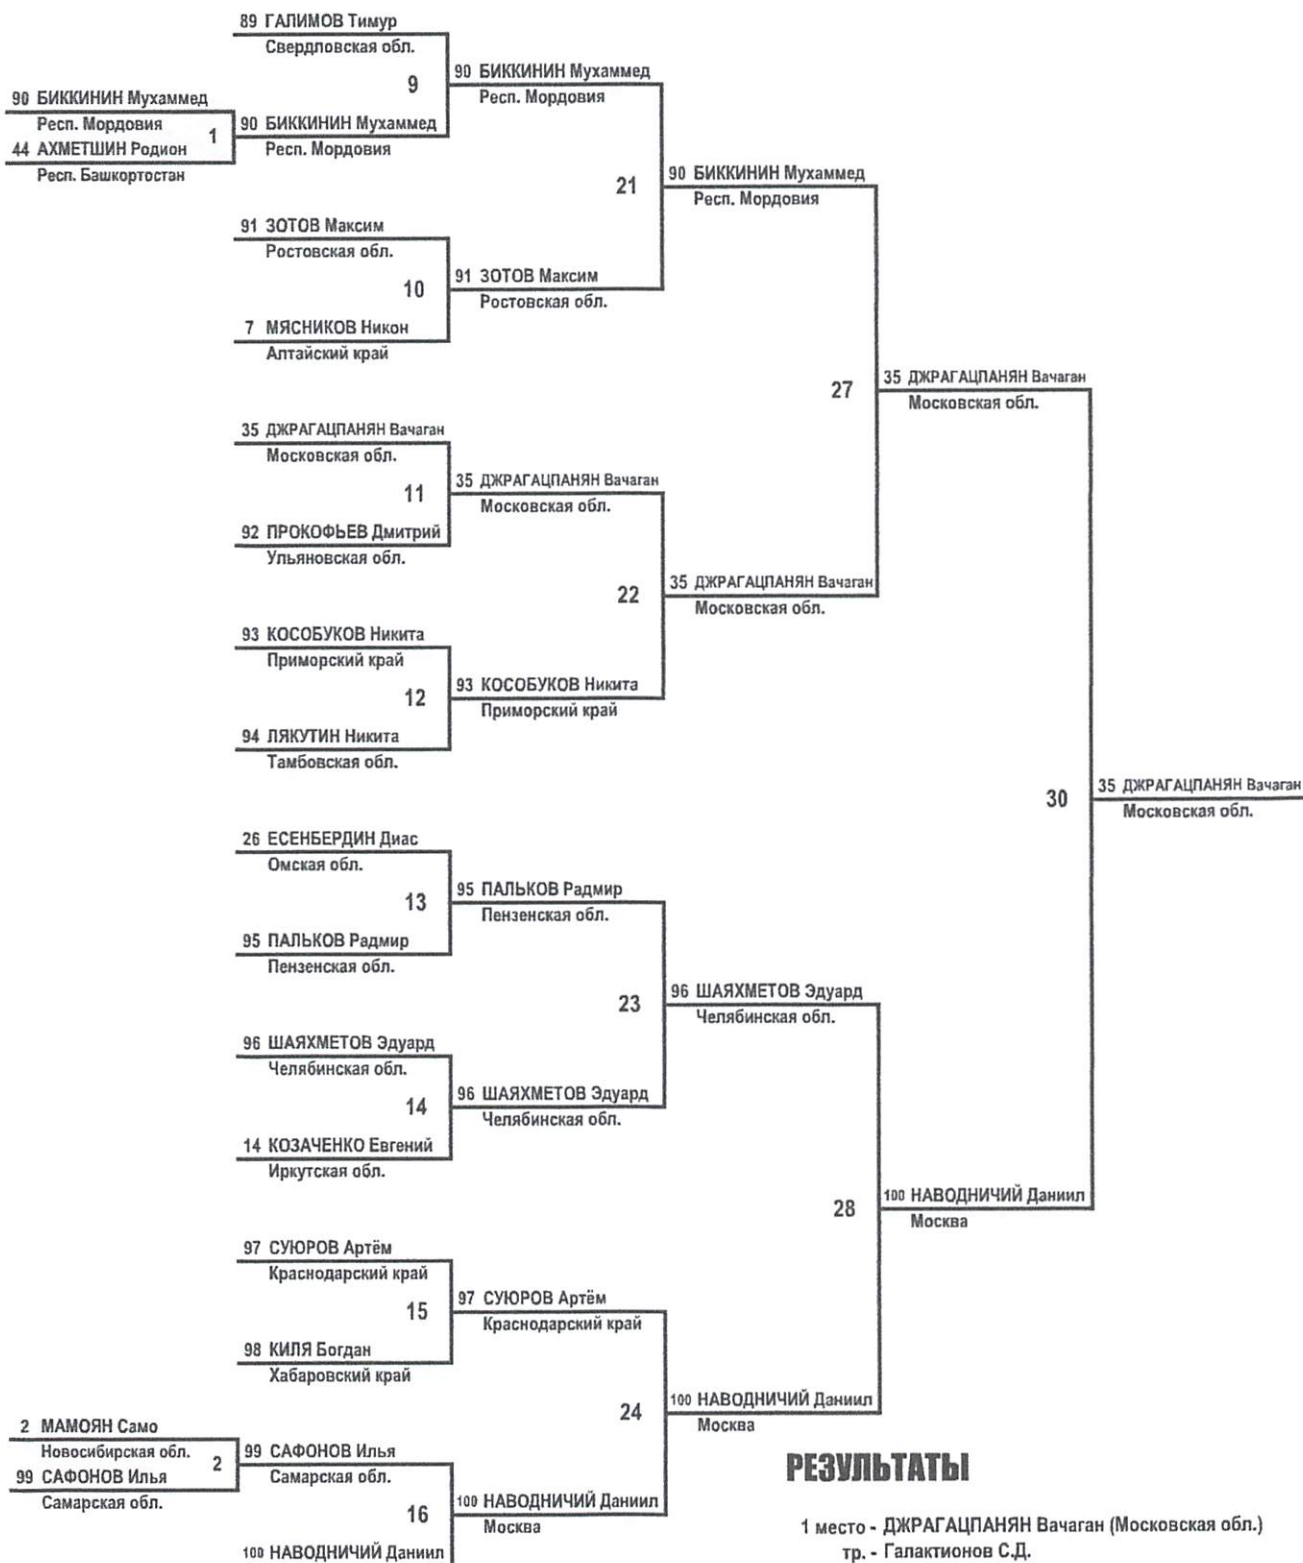 89 ГАЛИМОВ Тимур
Свердловская обл.
9
90 БИККИНИН Мухаммед
Респ. Мордовия
90 БИККИНИН Мухаммед
Респ. Мордовия
1
44 АХМЕТШИН Родион
Респ. Башкортостан
90 БИККИНИН Мухаммед
Респ. Мордовия
21
90 БИККИНИН Мухаммед
Респ. Мордовия
91 ЗОТОВ Максим
Ростовская обл.
10
91 ЗОТОВ Максим
Ростовская обл.
7 МЯСНИКОВ Никон
Алтайский край
27
35 ДЖРАГАЦПАНЯН Вачаган
Московская обл.
35 ДЖРАГАЦПАНЯН Вачаган
Московская обл.
11
35 ДЖРАГАЦПАНЯН Вачаган
Московская обл.
92 ПРОКОФЬЕВ Дмитрий
Ульяновская обл.
22
35 ДЖРАГАЦПАНЯН Вачаган
Московская обл.
93 КОСОБУКОВ Никита
Приморский край
12
93 КОСОБУКОВ Никита
Приморский край
94 ЛЯКУТИН Никита
Тамбовская обл.
30
35 ДЖРАГАЦПАНЯН Вачаган
Московская обл.
26 ЕСЕНБЕРДИН Диас
Омская обл.
13
95 ПАЛЬКОВ Радмир
Пензенская обл.
95 ПАЛЬКОВ Радмир
Пензенская обл.
23
96 ШАЯХМЕТОВ Эдуард
Челябинская обл.
96 ШАЯХМЕТОВ Эдуард
Челябинская обл.
14
96 ШАЯХМЕТОВ Эдуард
Челябинская обл.
14 КОЗАЧЕНКО Евгений
Иркутская обл.
28
100 НАВОДНИЧИЙ Даниил
Москва
97 СУЮРОВ Артём
Краснодарский край
15
97 СУЮРОВ Артём
Краснодарский край
98 КИЛЯ Богдан
Хабаровский край
24
100 НАВОДНИЧИЙ Даниил
Москва
2 МАМОЯН Само
Новосибирская обл.
2
99 САФОНОВ Илья
Самарская обл.
99 САФОНОВ Илья
Самарская обл.
16
100 НАВОДНИЧИЙ Даниил
Москва
100 НАВОДНИЧИЙ Даниил
РЕЗУЛЬТАТЫ
1 место - ДЖРАГАЦПАНЯН Вачаган (Московская обл.)
тр. - Галактионов С.Д.